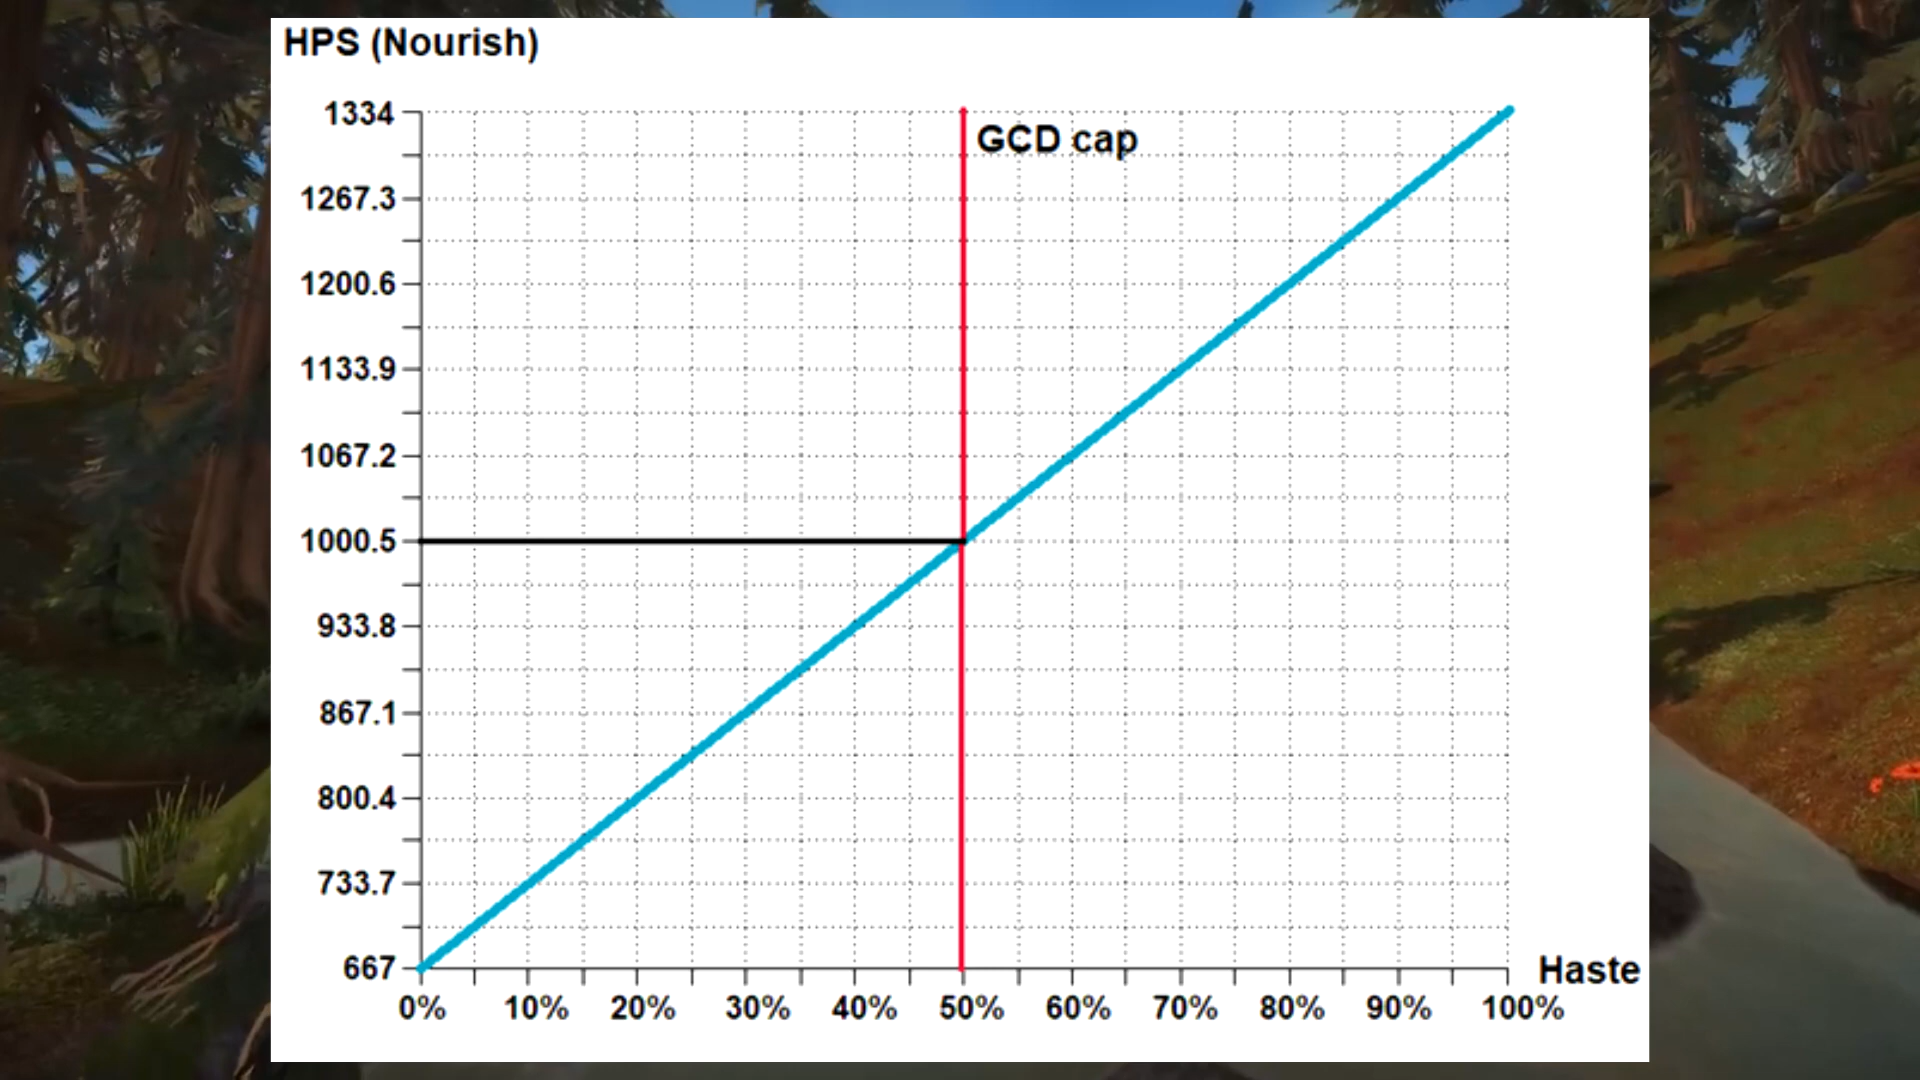 HPS (Nourish)
1334
GCD cap
1267.3
1200.6
1133.9
1067.2
1000.5
933.8
867.1
800.4
733.7
667
Haste
0% 10% 20% 30% 40% 50% 60% 70% 80% 90% 100%